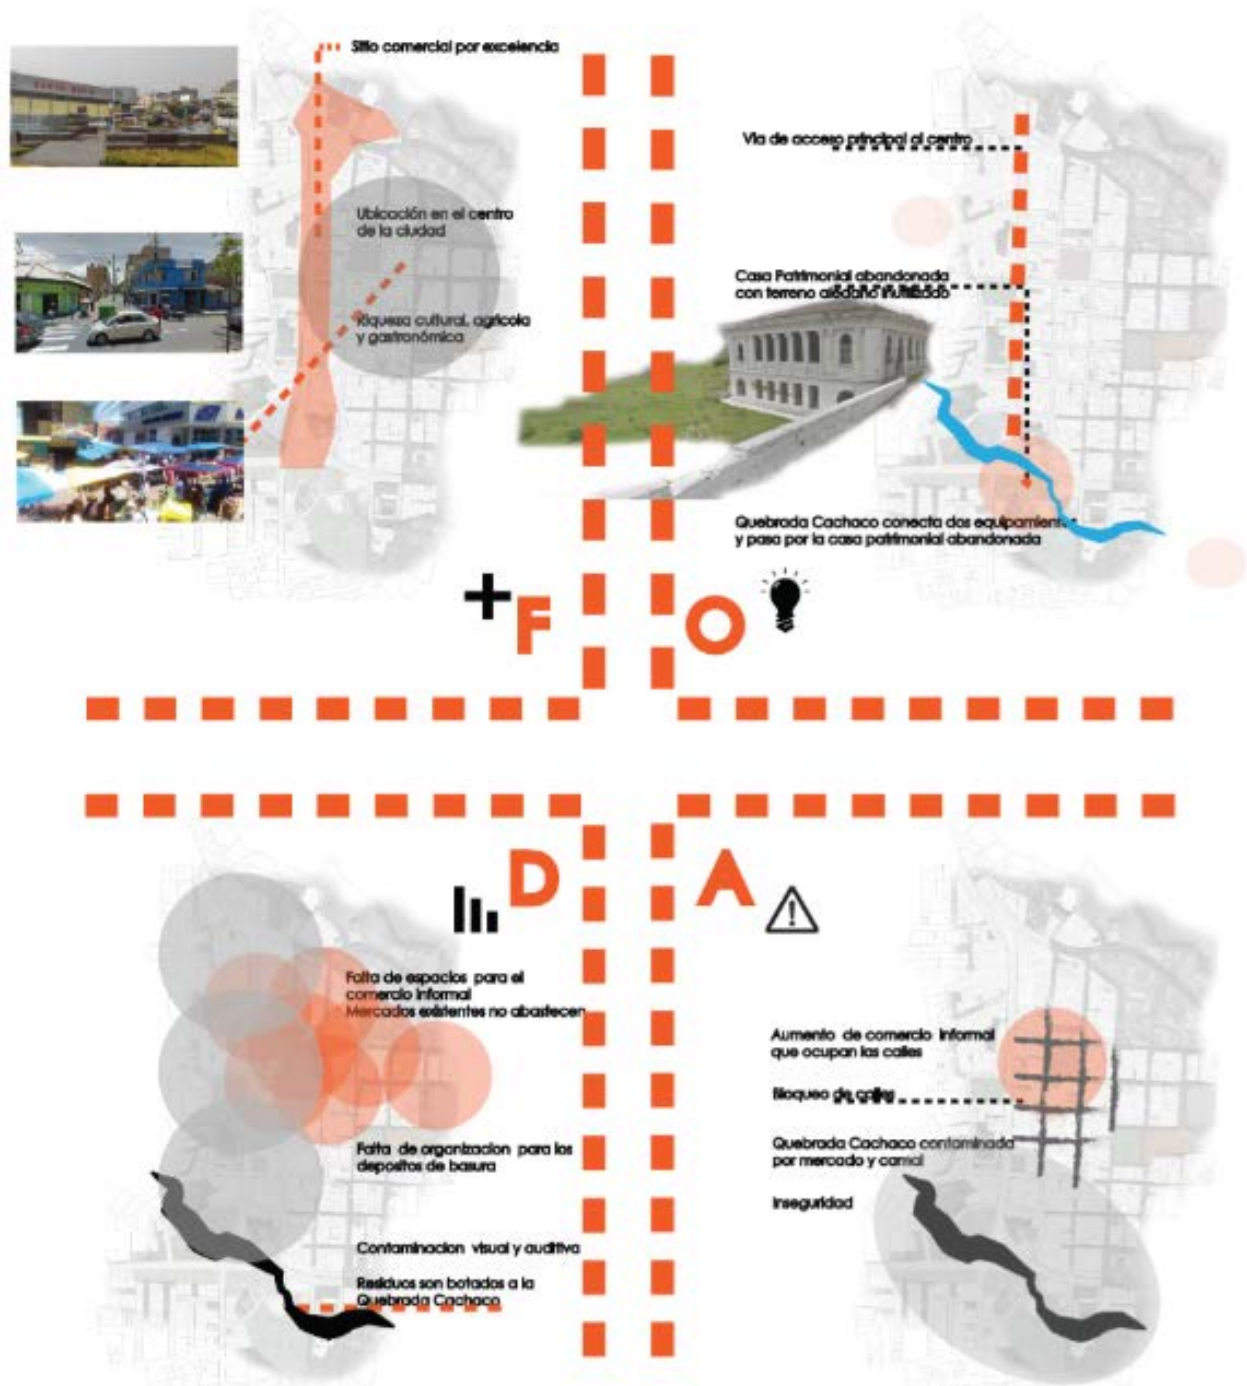 Sitio comercial por excelencia
Ubicación en el centro
de la ciudad
Riqueza cultural, agrícola
y gastronómica
F
Via de acceso principal al centro
Casa Patrimonial abandonada
con terreno aledaño inutilizado
Quebrada Cachaco conecta dos equipamientos
y pasa por la casa patrimonial abandonada
O
D
Falta de espacios para el
comercio informal
Mercados existentes no abastecen
Falta de organizacion para los
depositos de basura
Contaminacion visual y auditiva
Residuos son botados a la
Quebrada Cachaco
A
Aumento de comercio informal
que ocupan las calles
Bloqueo de calles
Quebrada Cachaco contaminada
por mercado y camal
Inseguridad